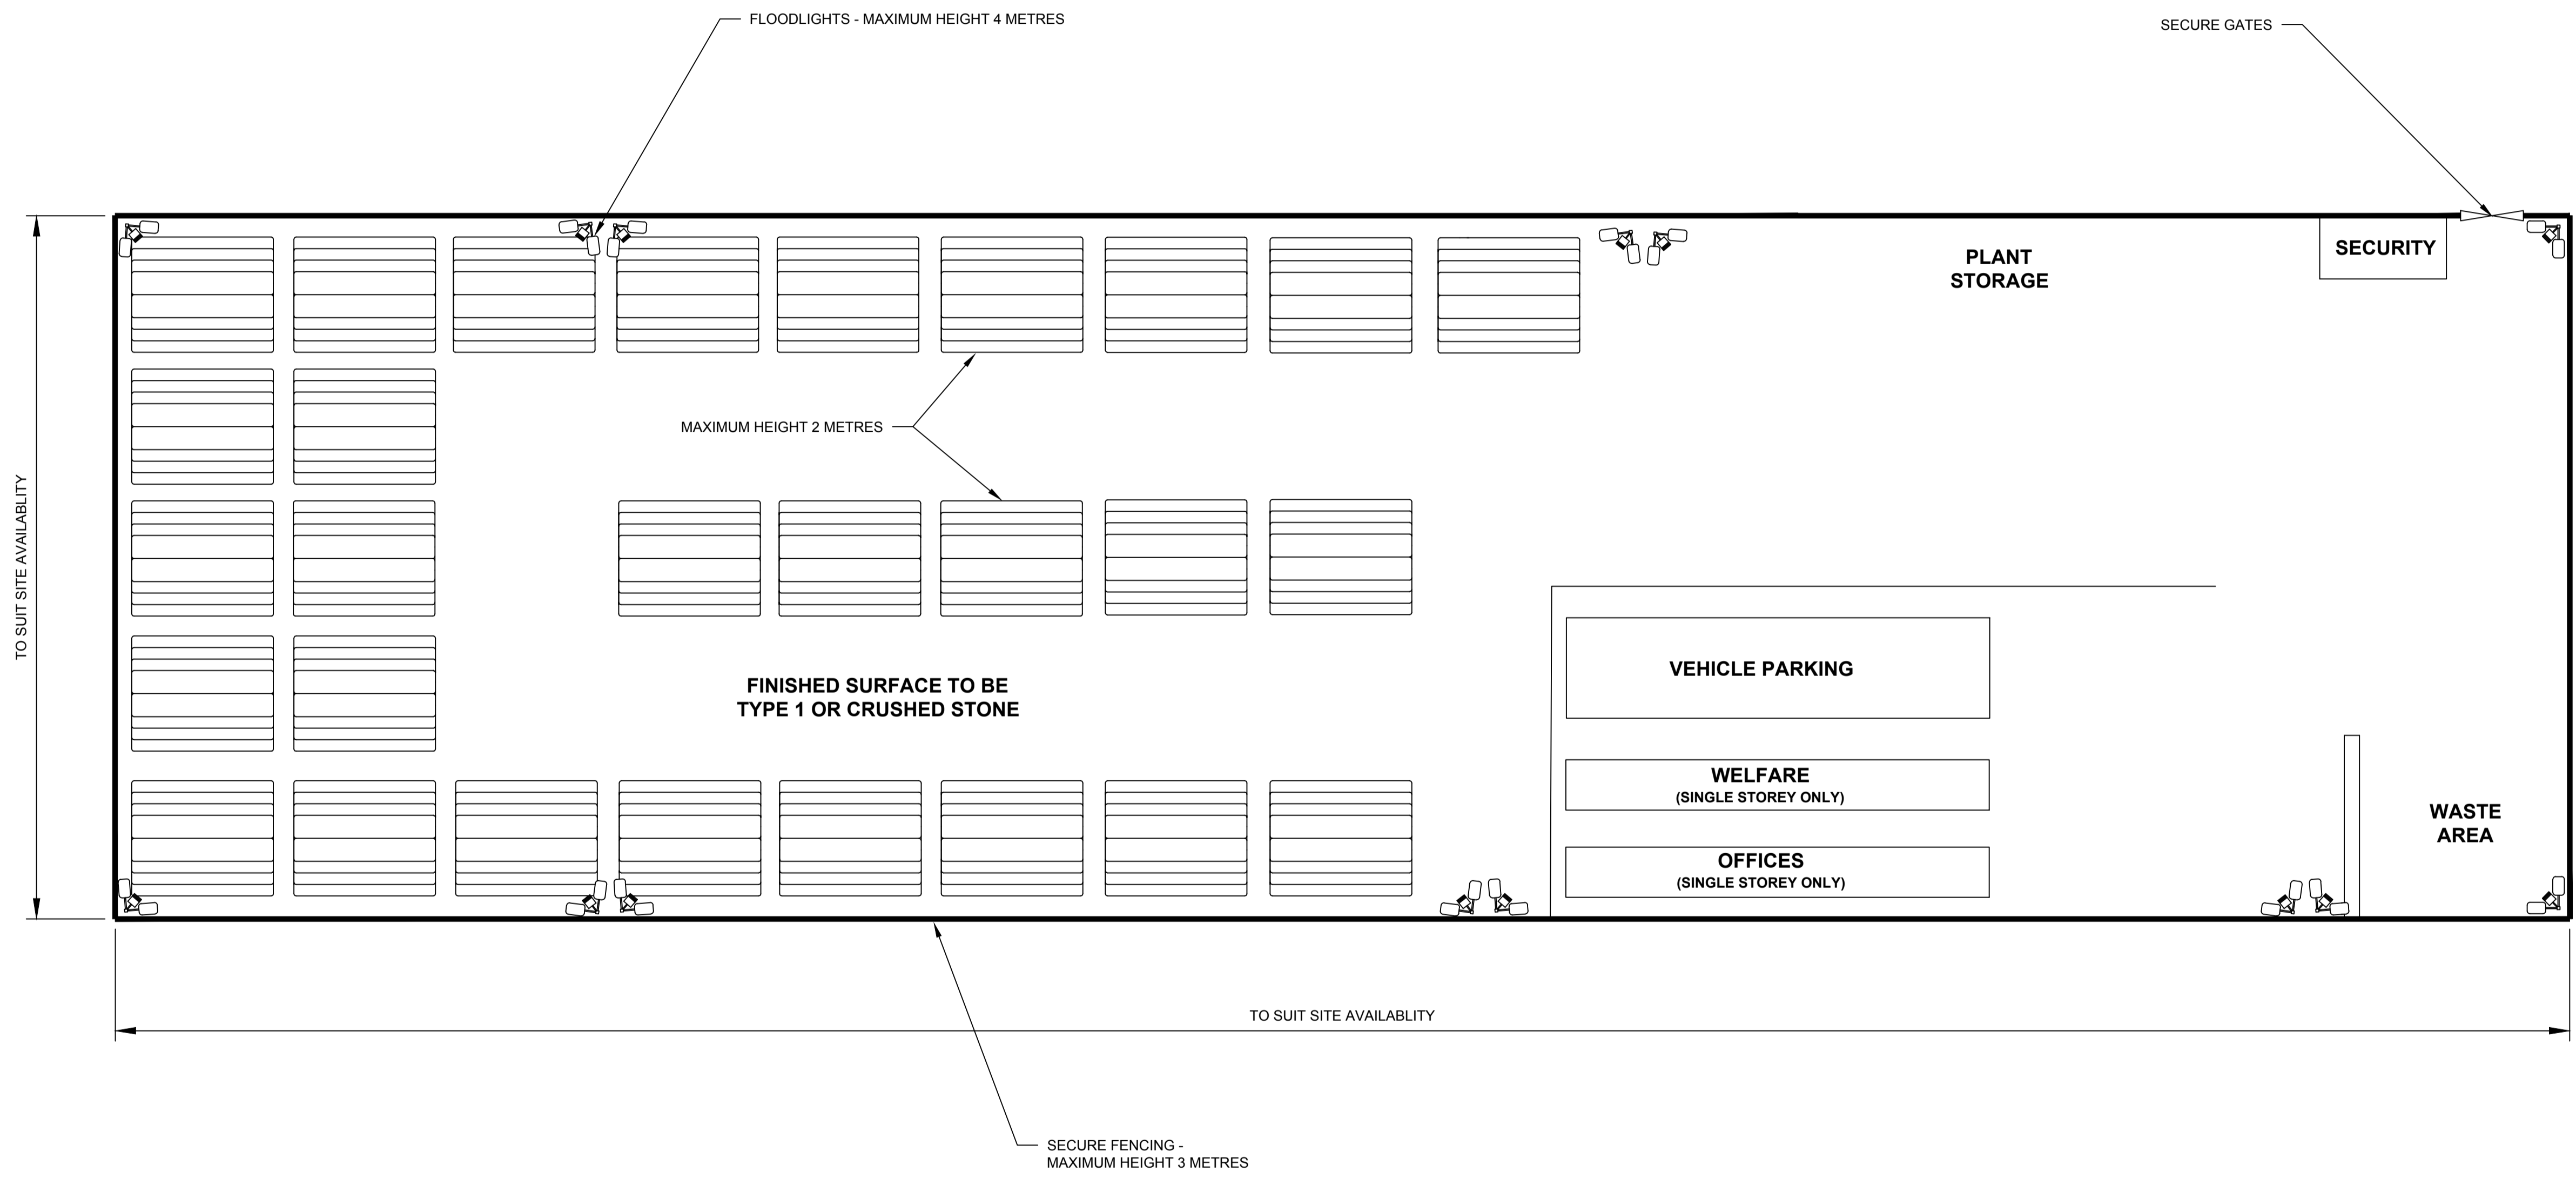 FLOODLIGHTS - MAXIMUM HEIGHT 4 METRES
SECURE GATES
PLANT
STORAGE
SECURITY
MAXIMUM HEIGHT 2 METRES
TO SUIT SITE AVAILABLITY
VEHICLE PARKING
FINISHED SURFACE TO BE
TYPE 1 OR CRUSHED STONE
WELFARE
(SINGLE STOREY ONLY)
WASTE
AREA
OFFICES
(SINGLE STOREY ONLY)
TO SUIT SITE AVAILABLITY
SECURE FENCING -
MAXIMUM HEIGHT 3 METRES